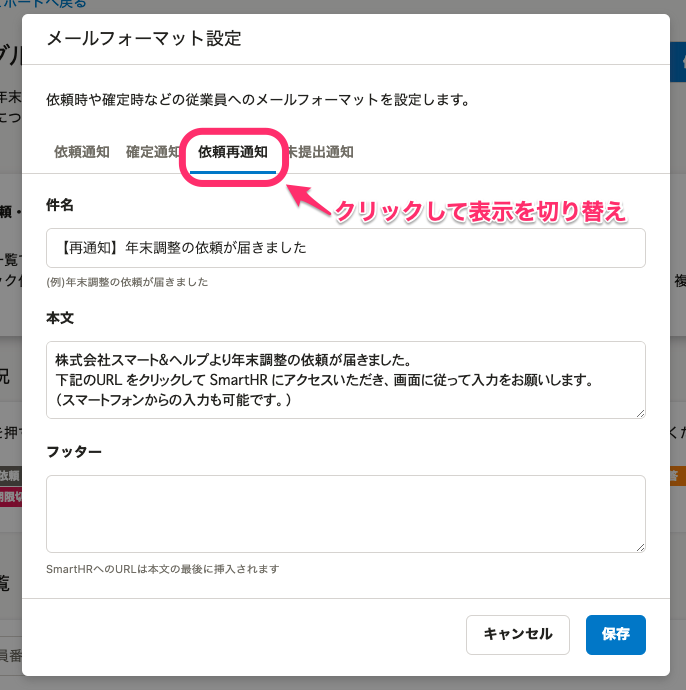 ポートへ戻る
メールフォーマット設定
依頼時や確定時などの従業員へのメールフォーマットを設定します。
依頼通知 確定通知 依頼再通知 未提出通知
クリックして表示を切り替え
件名
【再通知】年末調整の依頼が届きました
(例)年末調整の依頼が届きました
本文
株式会社スマート&ヘルプより年末調整の依頼が届きました。
下記のURL をクリックして SmartHR にアクセスいただき、画面に従って入力をお願いします。
（スマートフォンからの入力も可能です。）
フッター
SmartHRへのURLは本文の最後に挿入されます
キャンセル 保存